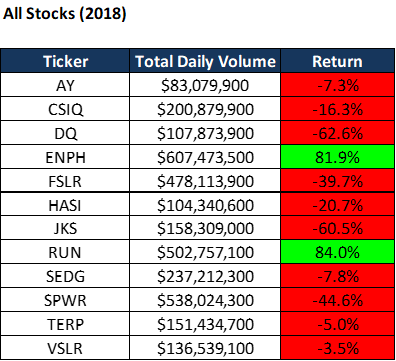 All Stocks (2018)
Ticker Total Daily Volume Return
AY $83,079,900 -7.3%
CSIQ $200,879,900 -16.3%
DQ $107,873,900 -62.6%
ENPH $607,473,500 81.9%
FSLR $478,113,900 -39.7%
HASI $104,340,600 -20.7%
JKS $158,309,000 -60.5%
RUN $502,757,100 84.0%
SEDG $237,212,300 -7.8%
SPWR $538,024,300 -44.6%
TERP $151,434,700 -5.0%
VSLR $136,539,100 -3.5%